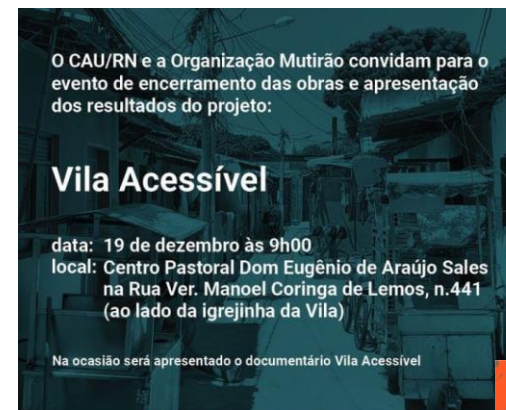 O CAU/RN e a Organização Mutirão convidam para o
evento de encerramento das obras e apresentação
dos resultados do projeto:
Vila Acessível
data: 19 de dezembro às 9h00
local: Centro Pastoral Dom Eugênio de Araújo Sales
na Rua Ver. Manoel Coringa de Lemos, n.441
(ao lado da igrejinha da Vila)
Na ocasião será apresentado o documentário Vila Acessível